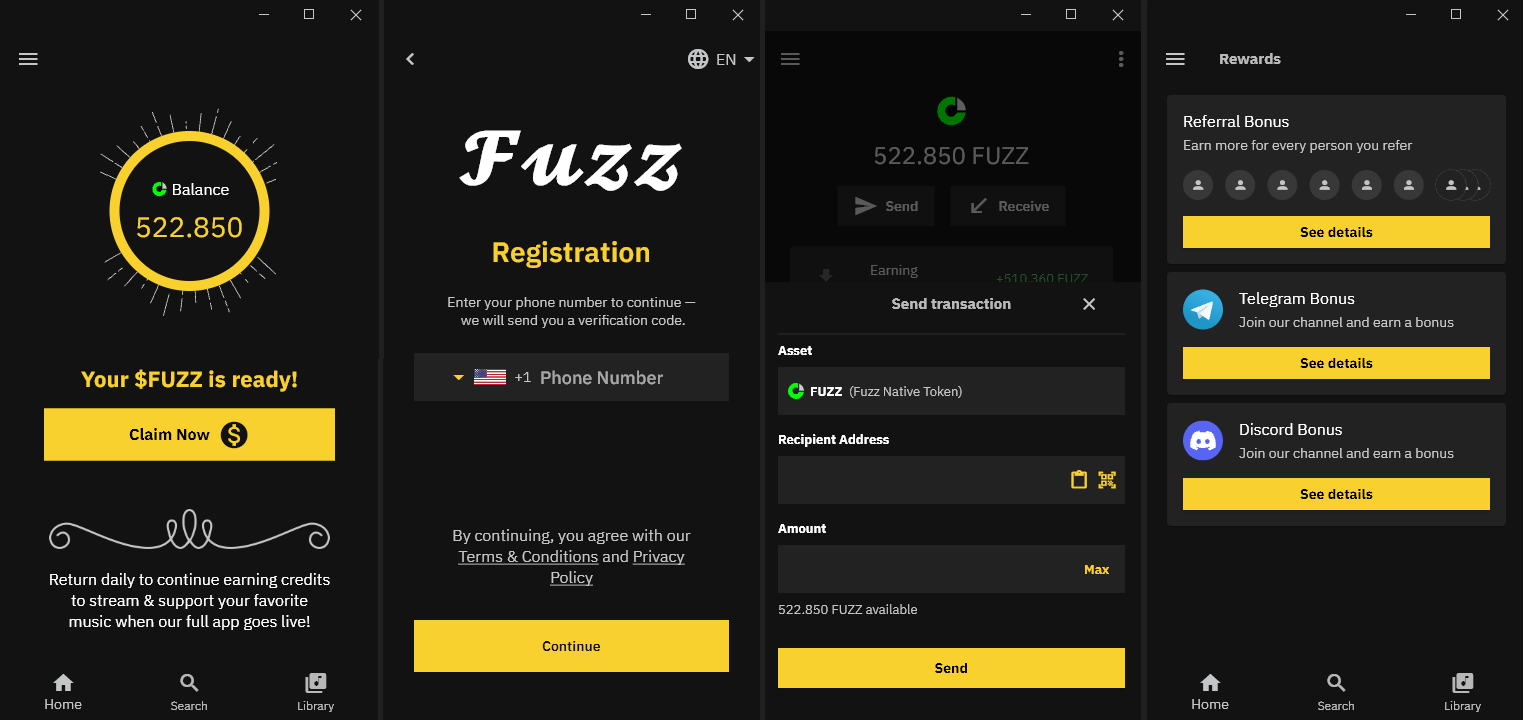 Balance
522.850
Your $FUZZ is ready!
Claim Now
Return daily to continue earning credits
to stream & support your favorite
music when our full app goes live!
Home
Search
Library
EN
Fuzz
Registration
Enter your phone number to continue —
we will send you a verification code.
+1 Phone Number
By continuing, you agree with our
Terms & Conditions and Privacy
Policy
Continue
522.850 FUZZ
Send
Receive
Earning
+510.360 FUZZ
Send transaction
Asset
FUZZ (Fuzz Native Token)
Recipient Address
Amount
Max
522.850 FUZZ available
Send
Rewards
Referral Bonus
Earn more for every person you refer
See details
Telegram Bonus
Join our channel and earn a bonus
See details
Discord Bonus
Join our channel and earn a bonus
See details
Home
Search
Library